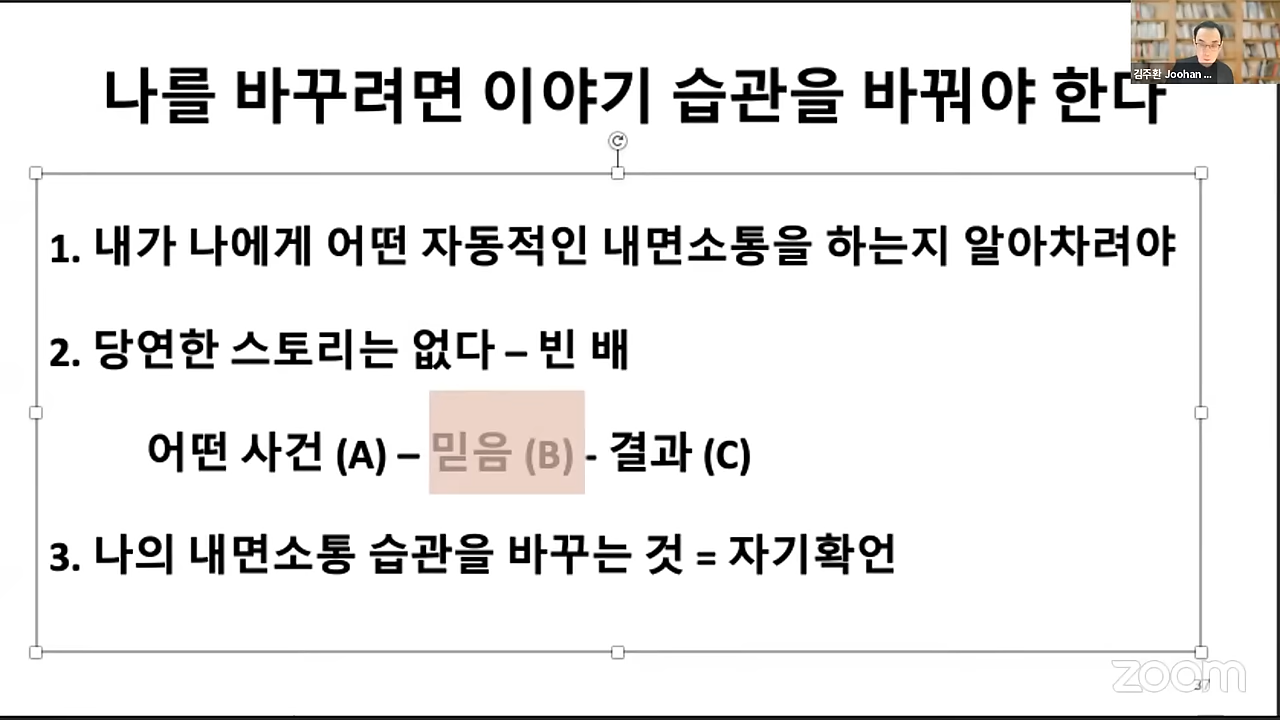 나를 바꾸려면 이야기 습관을 바꿔야 한다
김주환 Joohan ...
1. 내가 나에게 어떤 자동적인 내면소통을 하는지 알아차려야
2. 당연한 스토리는 없다 – 빈 배
어떤 사건 (A) – 믿음 (B) - 결과 (C)
3. 나의 내면소통 습관을 바꾸는 것 = 자기확언
zoom
37